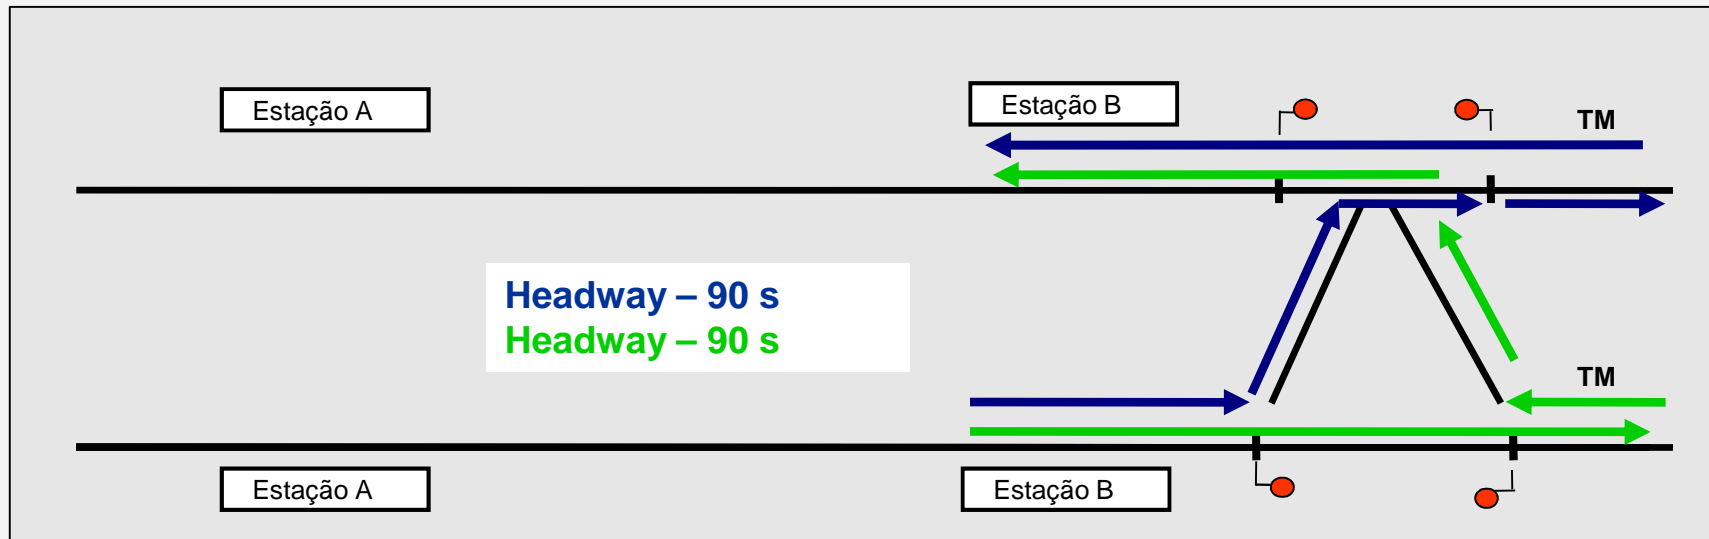 Estação A
Estação B
TM
Headway – 90 s
Headway – 90 s
TM
Estação A
Estação B